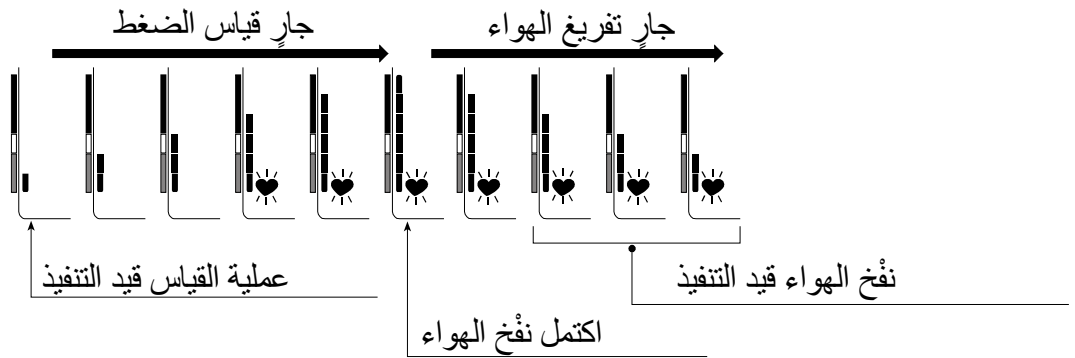 جارٍ قياس الضغط
جارٍ تفريغ الهواء
عملية القياس قيد التنفيذ
نفْخ الهواء قيد التنفيذ
اكتمل نفْخ الهواء